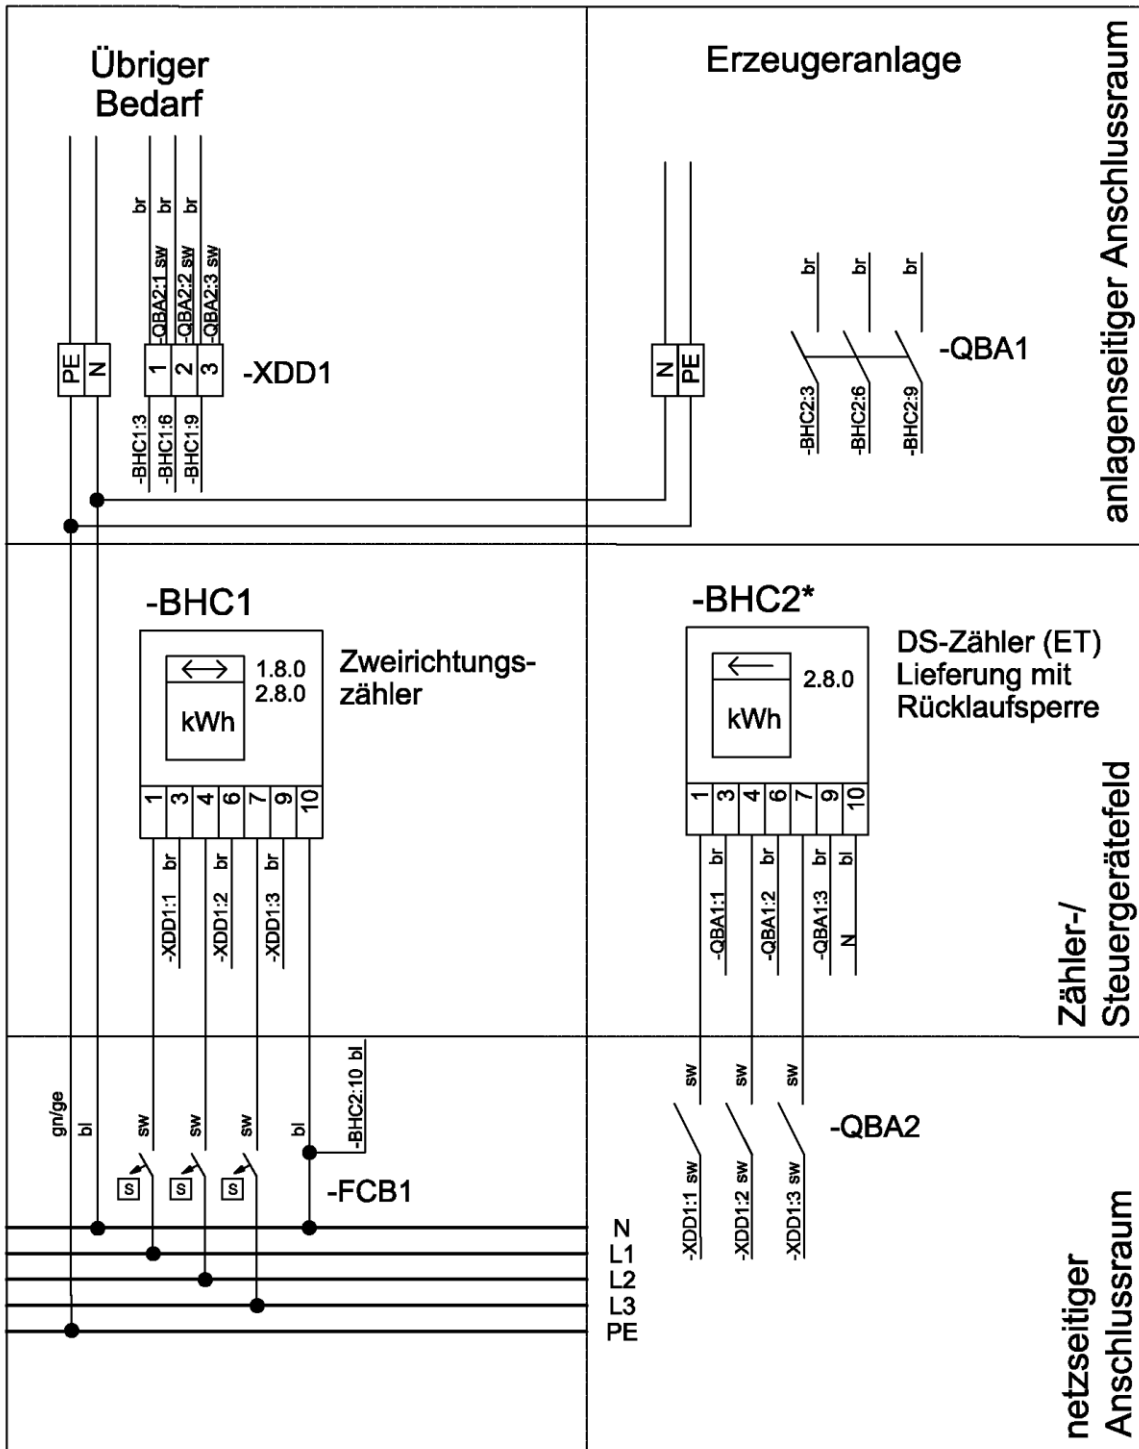 Übriger
Bedarf
Erzeugeranlage
anlagenseitiger Anschlussraum
br
br
br
-QBA2:1 sw
-QBA2:2 sw
-QBA2:3 sw
PE
N
1
2
3
-XDD1
-BHC1:3
-BHC1:6
-BHC1:9
N
PE
br
br
br
-QBA1
-BHC2:3
-BHC2:6
-BHC2:9
-BHC1
1.8.0
2.8.0
kWh
Zweirichtungs-
zähler
1
3
4
6
7
9
10
-XDD1:1 br
-XDD1:2 br
-XDD1:3 br
-BHC2*
2.8.0
kWh
DS-Zähler (ET)
Lieferung mit
Rücklaufsperre
1
3
4
6
7
9
10
-QBA1:1 br
-QBA1:2 br
-QBA1:3 br
N bl
Zähler-/
Steuergerätefeld
gn/ge
bl
sw
sw
sw
bl
-BHC2:10 bl
S
S
S
-FCB1
N
L1
L2
L3
PE
sw
sw
sw
-QBA2
-XDD1:1 sw
-XDD1:2 sw
-XDD1:3 sw
netzseitiger
Anschlussraum